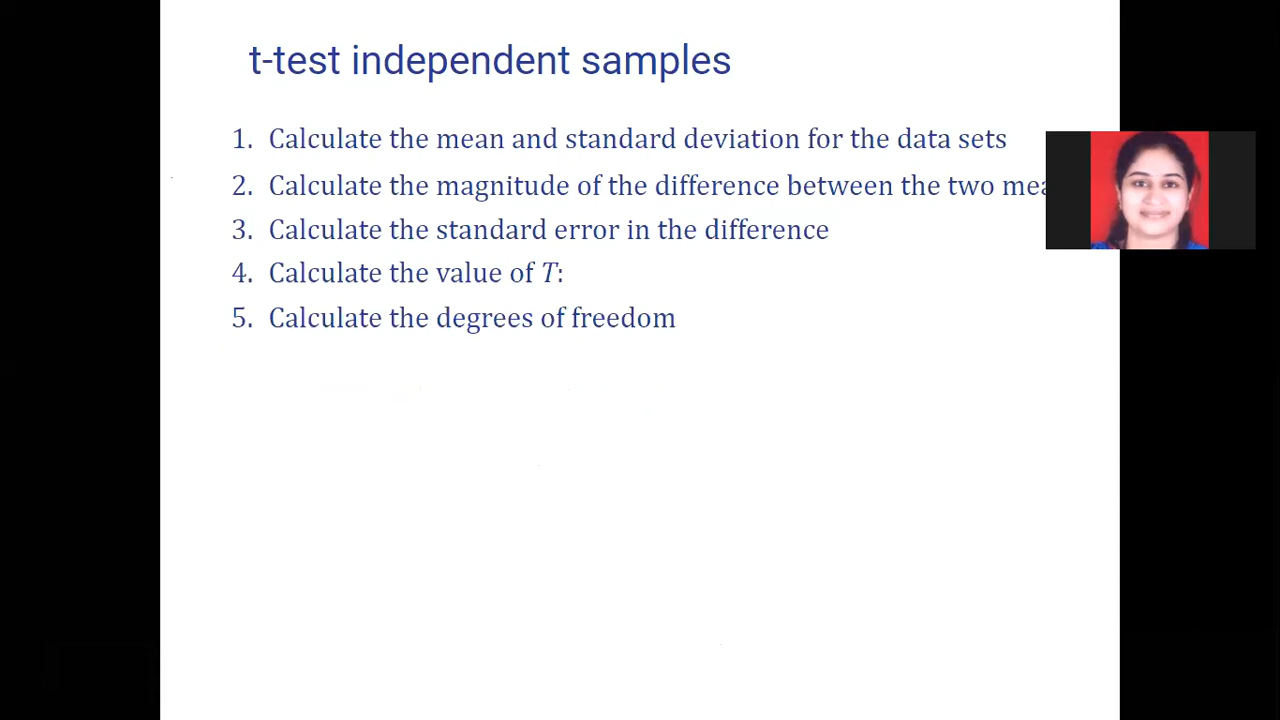 t-test independent samples
1. Calculate the mean and standard deviation for the data sets
2. Calculate the magnitude of the difference between the two
3. Calculate the standard error in the difference
4. Calculate the value of T:
5. Calculate the degrees of freedom